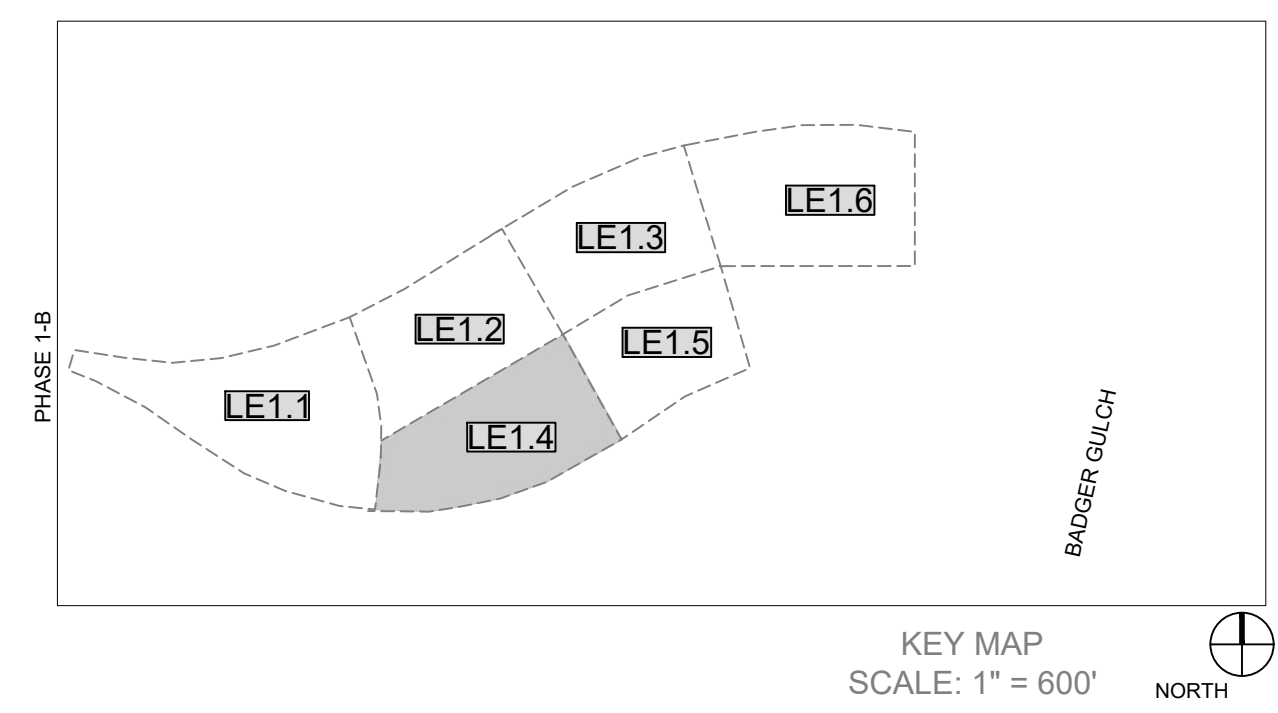 LE1.6
LE1.3
LE1.2
LE1.5
PHASE 1-B
LE1.1
LE1.4
BADGER GULCH
KEY MAP
SCALE: 1" = 600'
NORTH